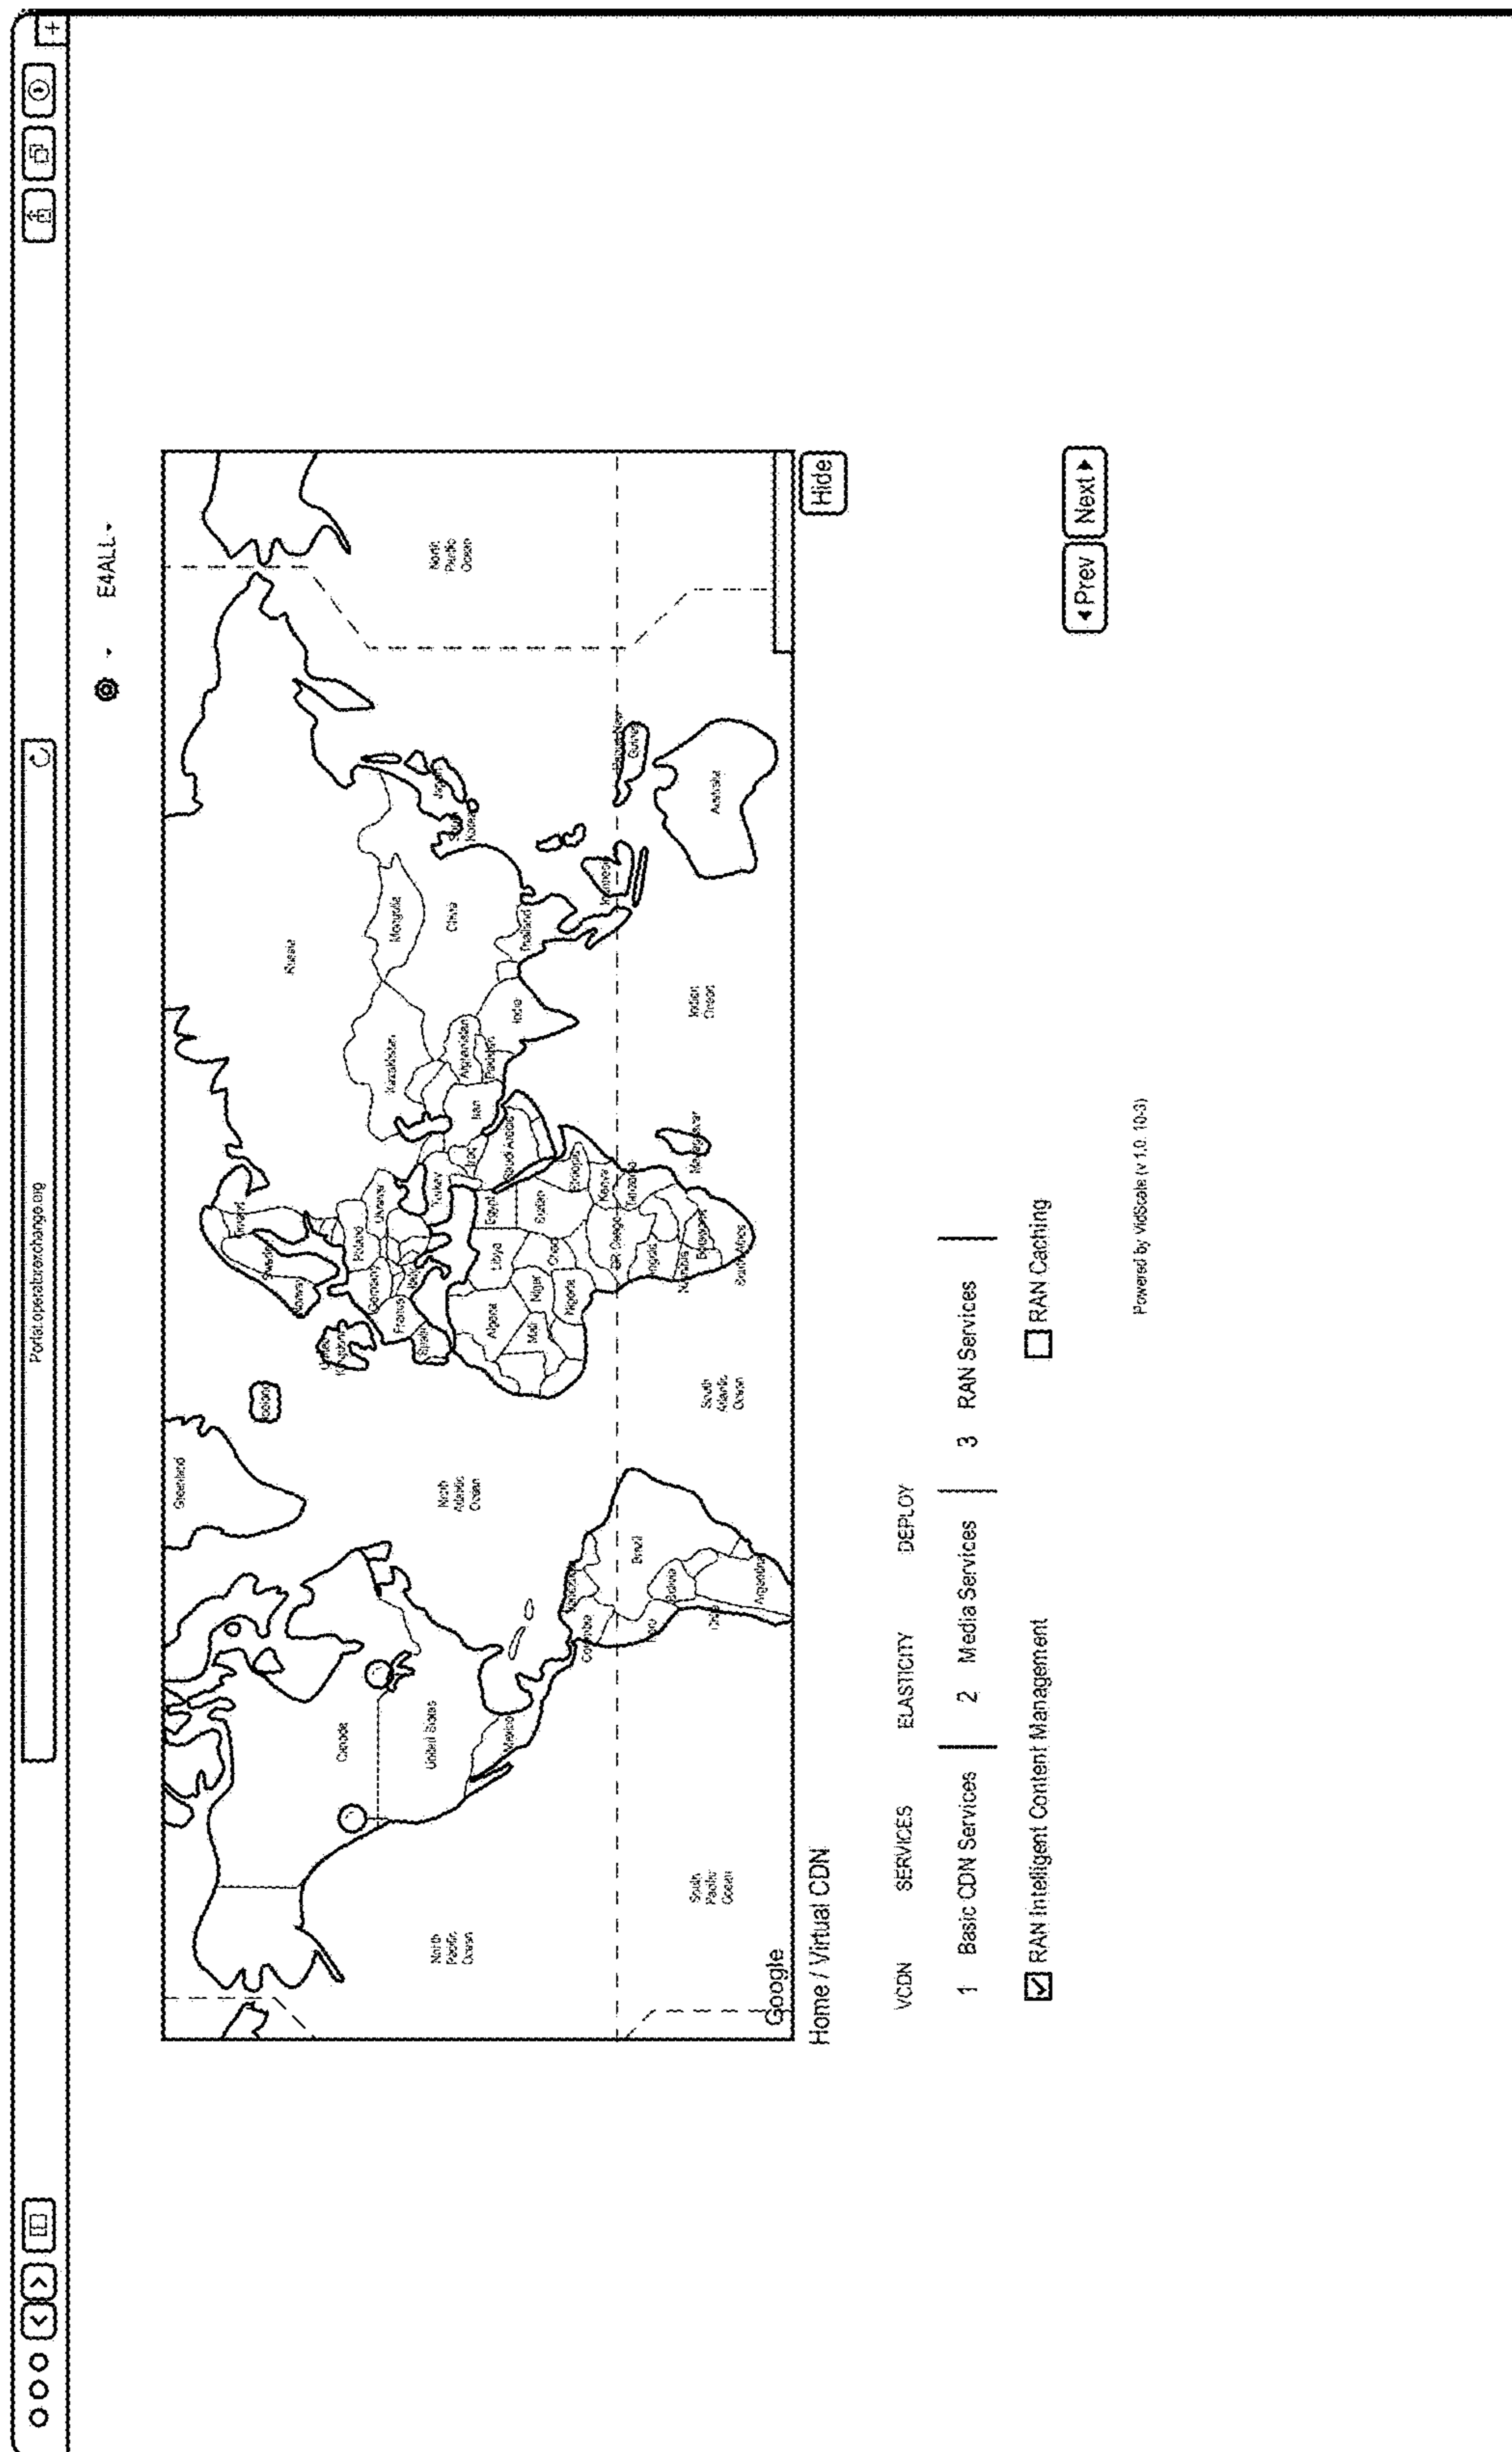 Portal.operatorexchange.org
E4ALL
Greenland
Iceland
Finland
Sweden
Norway
Russia
Canada
United Kingdom
Poland
Germany
Ukraine
France
Italy
Spain
Kazakhstan
Mongolia
United States
Turkey
China
Japan
South Korea
North Pacific Ocean
North Atlantic Ocean
North Pacific Ocean
Algeria
Libya
Egypt
Iraq
Iran
Afghanistan
Pakistan
Saudi Arabia
India
Thailand
Mexico
Mali
Niger
Chad
Sudan
Nigeria
Ethiopia
Venezuela
Colombia
DR Congo
Kenya
Tanzania
Indonesia
Papua New Guinea
Brazil
Peru
Bolivia
Angola
Namibia
Botswana
Madagascar
Chile
South Pacific Ocean
South Atlantic Ocean
Indian Ocean
Australia
Argentina
South Africa
Google
Home / Virtual CDN
Hide
VCDN SERVICES ELASTICITY DEPLOY
1 Basic CDN Services 2 Media Services 3 RAN Services
RAN Intelligent Content Management RAN Caching
Prev Next
Powered by VidScale (v 1.0. 10-3)